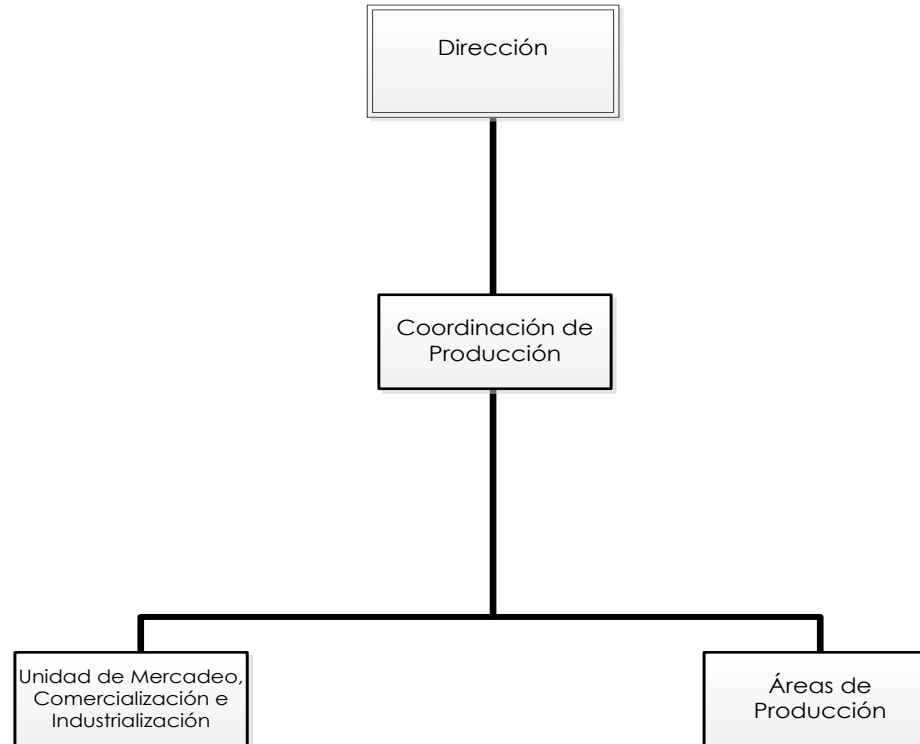 Dirección
Coordinación de
Producción
Unidad de Mercadeo,
Comercialización e
Industrialización
Áreas de
Producción